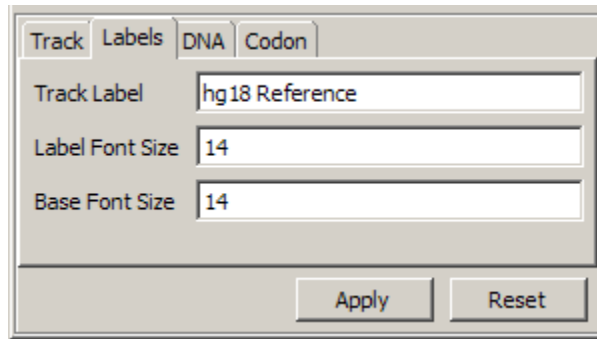 Track Labels DNA Codon
Track Label hg18 Reference
Label Font Size 14
Base Font Size 14
Apply Reset